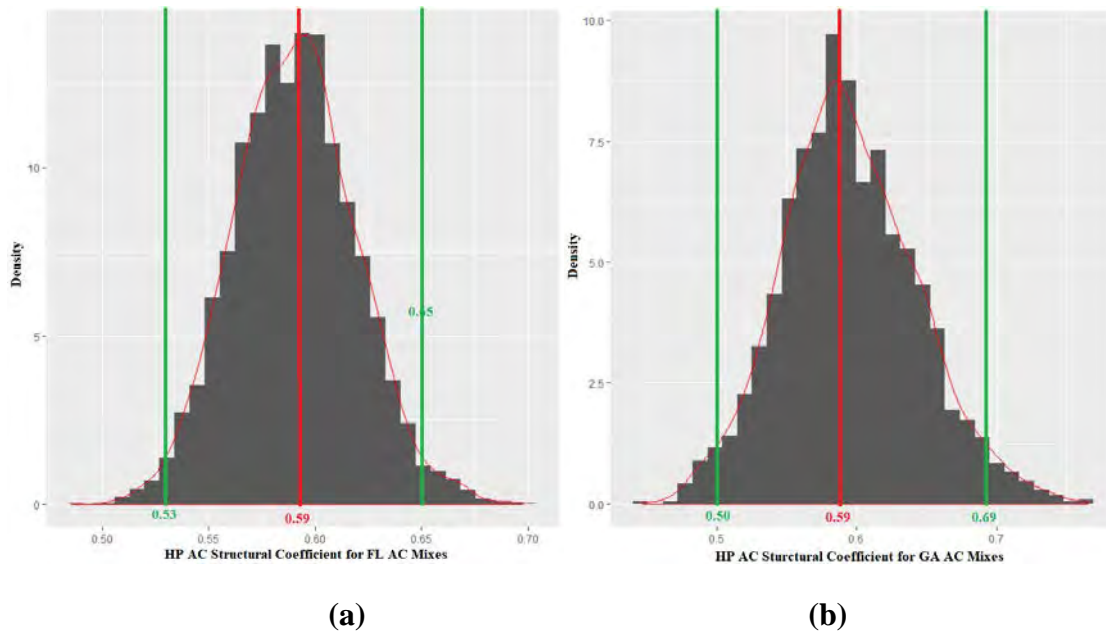 Density
10
5
0
0.65
0.53
0.59
0.50 0.55 0.60 0.65 0.70
HP AC Structural Coefficient for FL AC Mixes
(a)
Density
10.0
7.5
5.0
2.5
0.0
0.50
0.59
0.69
0.5 0.6 0.7
HP AC Sturctural Coefficient for GA AC Mixes
(b)